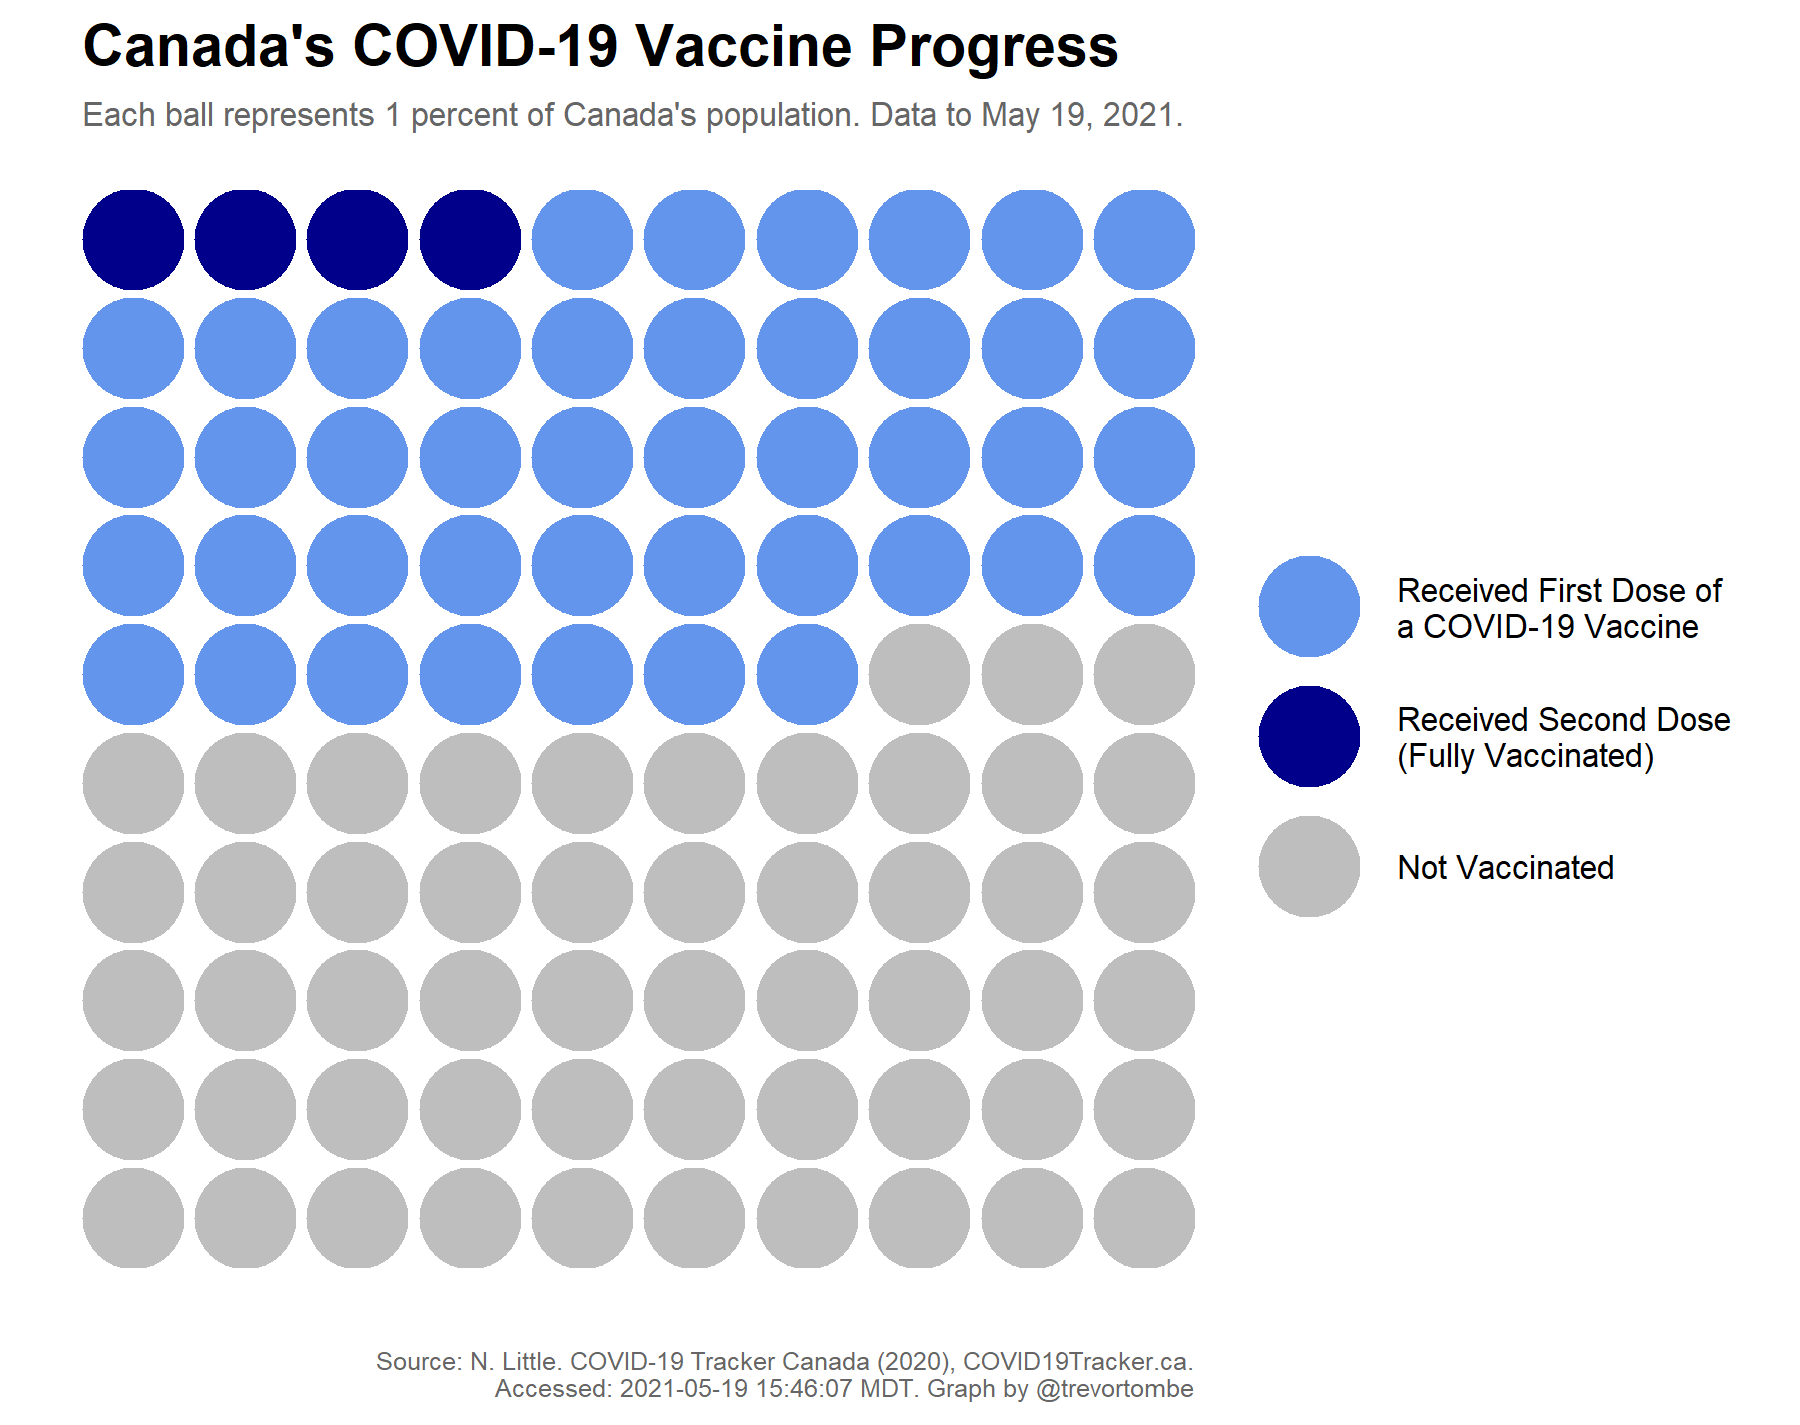 Canada's COVID-19 Vaccine Progress
Each ball represents 1 percent of Canada's population. Data to May 19, 2021.
Received First Dose of
a COVID-19 Vaccine
Received Second Dose
(Fully Vaccinated)
Not Vaccinated
Source: N. Little. COVID-19 Tracker Canada (2020), COVID19Tracker.ca.
Accessed: 2021-05-19 15:46:07 MDT. Graph by @trevortombe